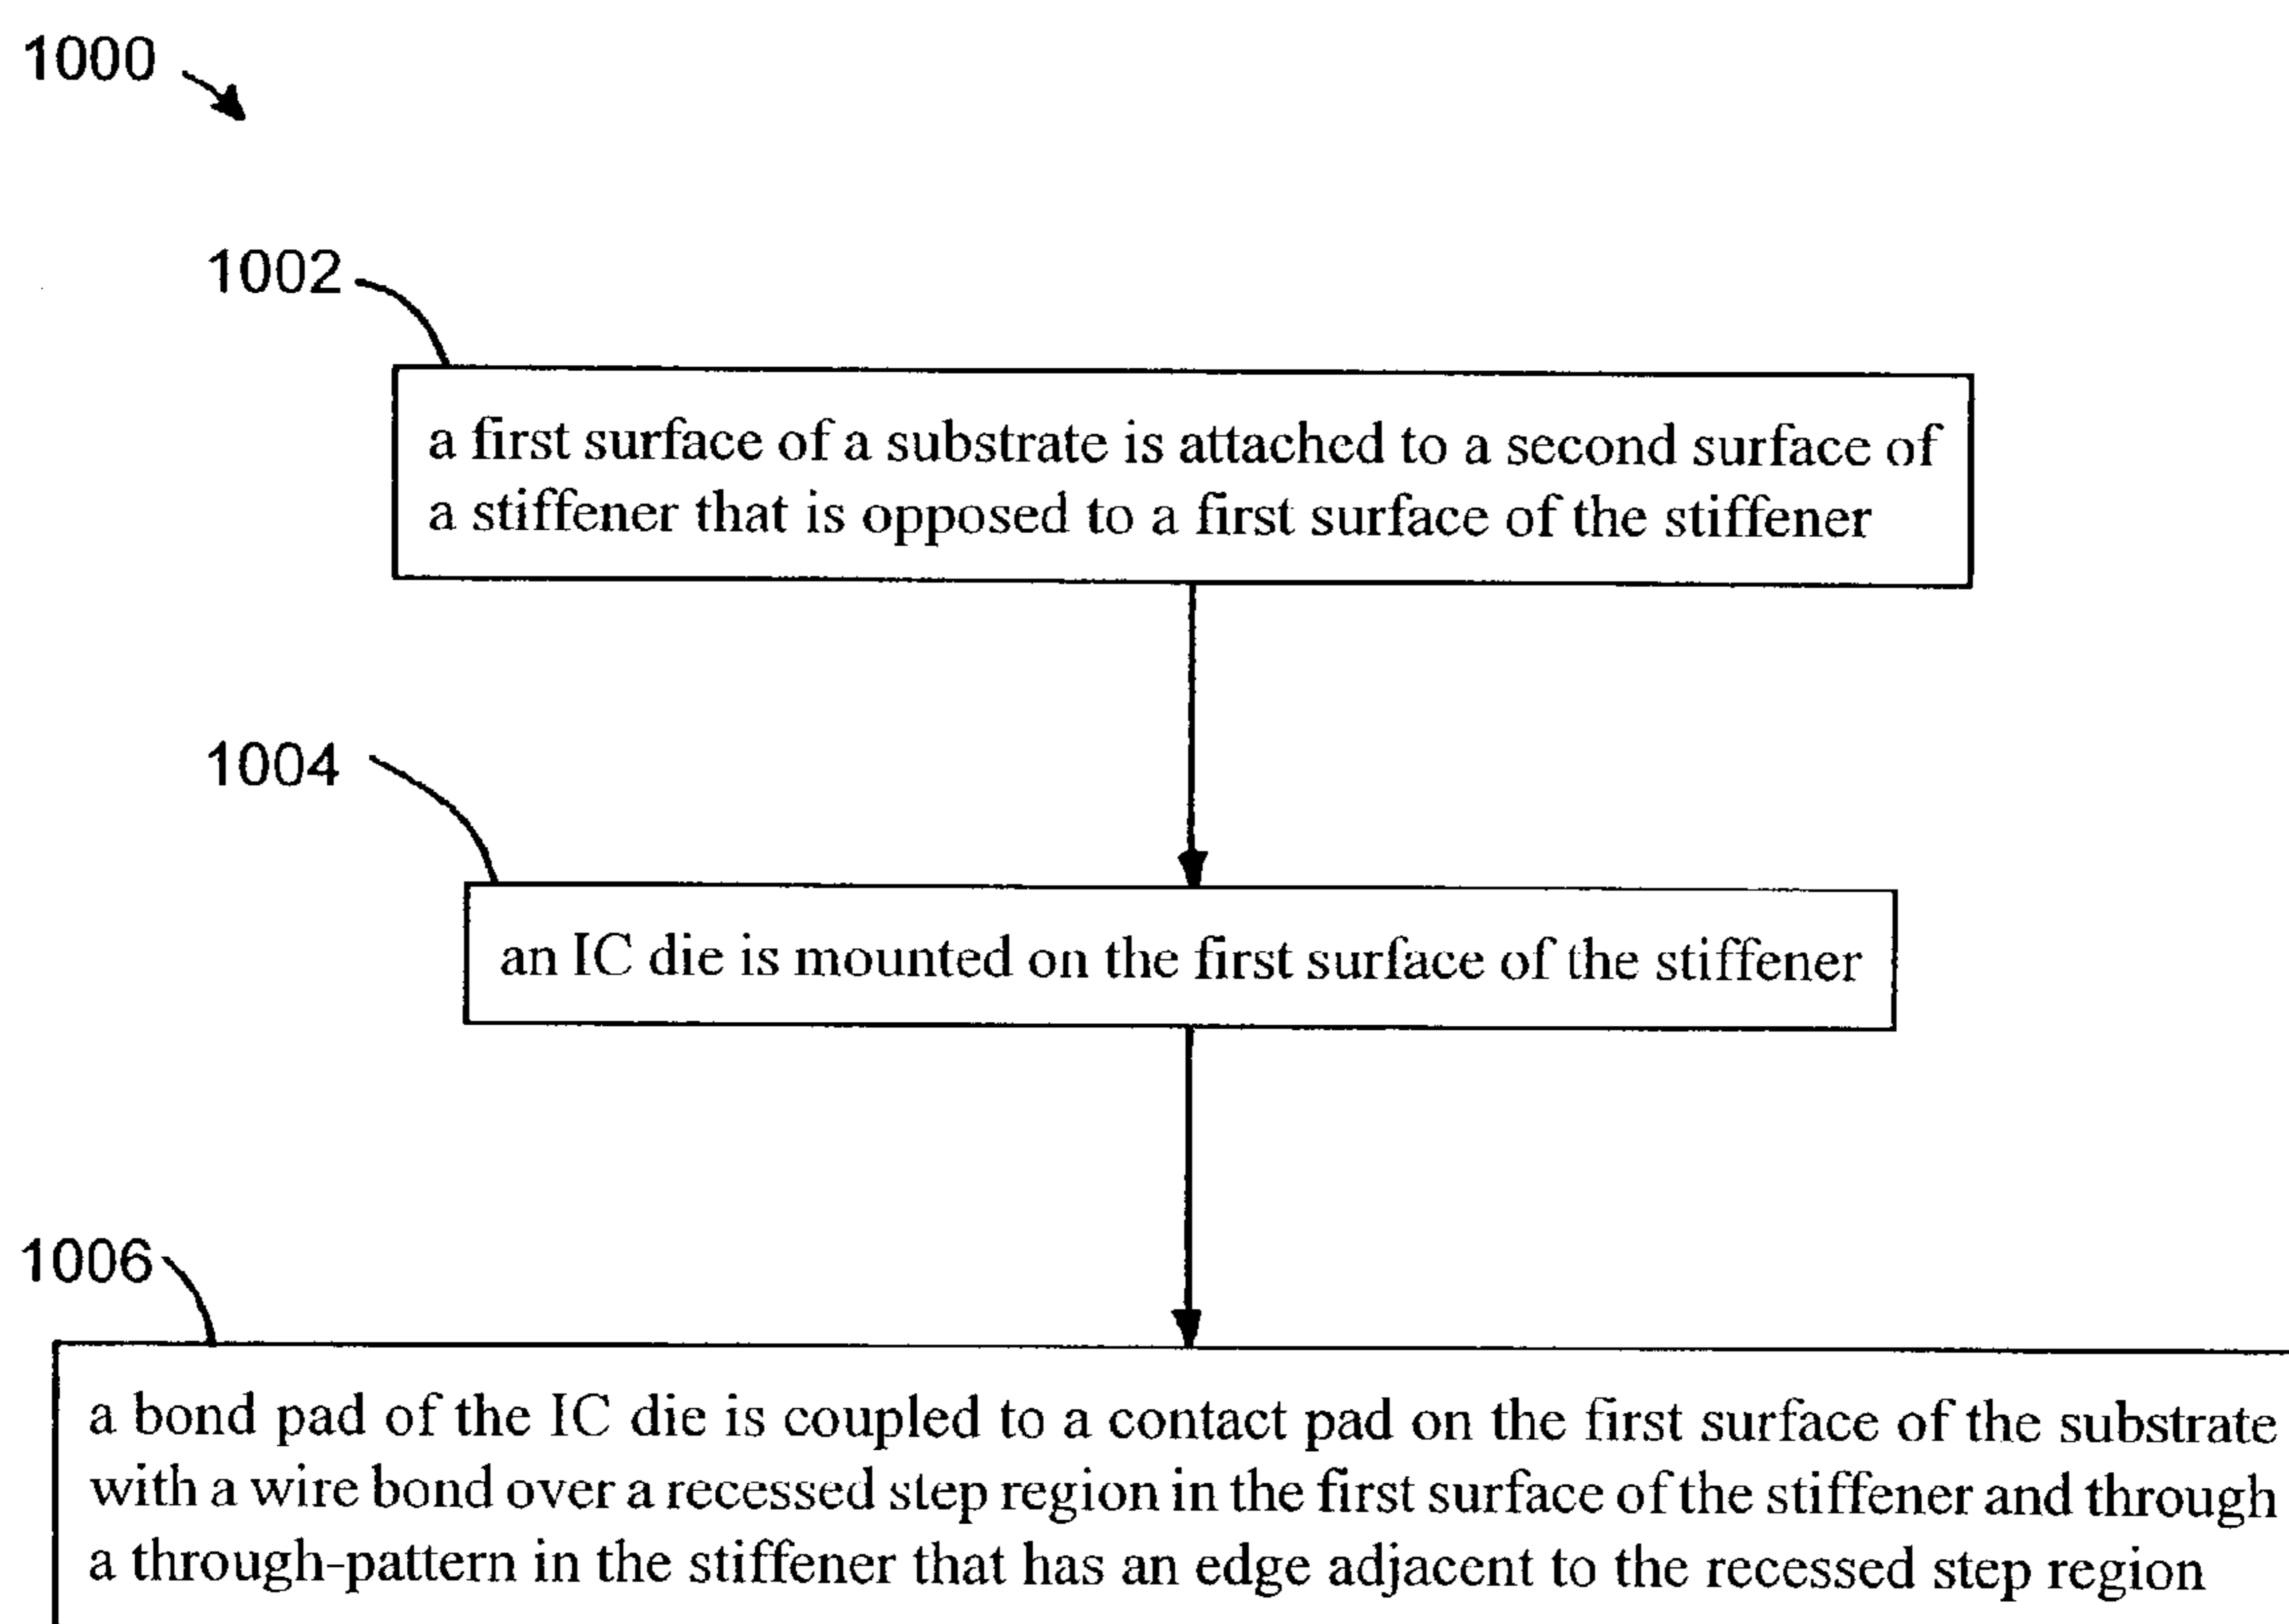 1000
1002
a first surface of a substrate is attached to a second surface of
a stiffener that is opposed to a first surface of the stiffener
1004
an IC die is mounted on the first surface of the stiffener
1006
a bond pad of the IC die is coupled to a contact pad on the first surface of the substrate
with a wire bond over a recessed step region in the first surface of the stiffener and through
a through-pattern in the stiffener that has an edge adjacent to the recessed step region